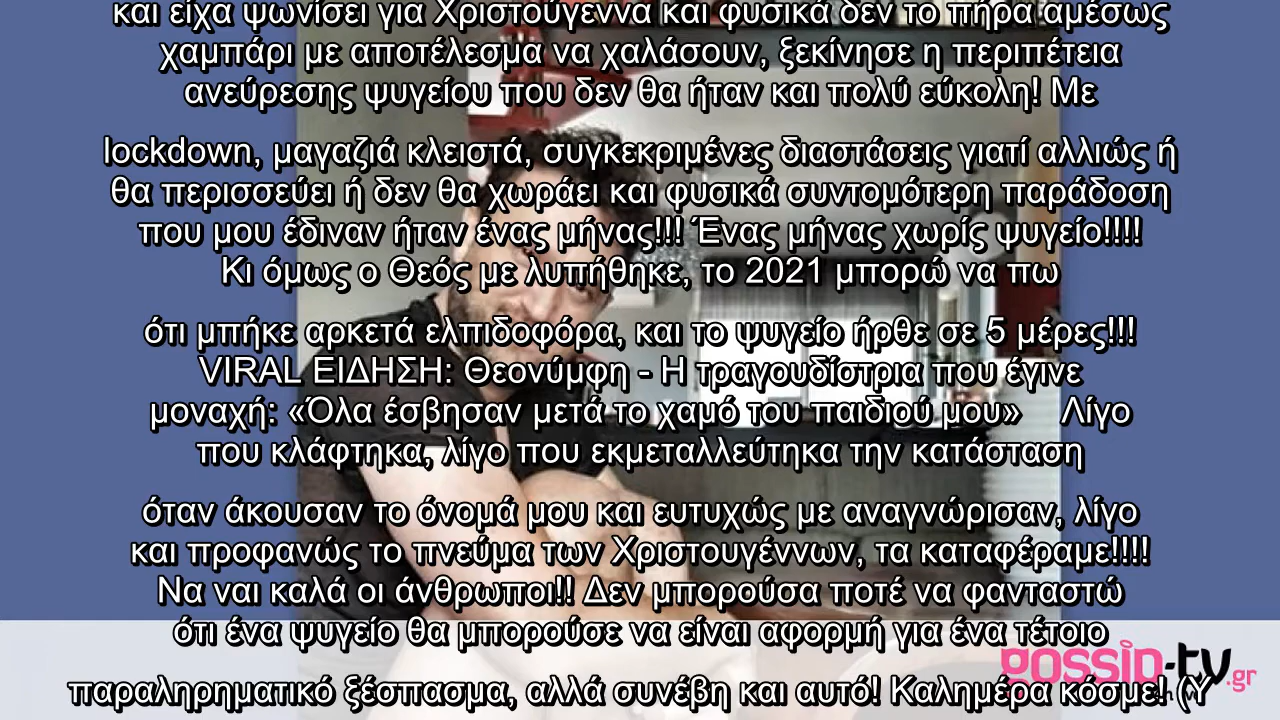 και είχα ψωνίσει για Χριστούγεννα και φυσικά δεν το πήρα αμέσως
χαμπάρι με αποτέλεσμα να χαλάσουν, ξεκίνησε η περιπέτεια
ανεύρεσης ψυγείου που δεν θα ήταν και πολύ εύκολη! Με
lockdown, μαγαζιά κλειστά, συγκεκριμένες διαστάσεις γιατί αλλιώς ή
θα περισσεύει ή δεν θα χωράει και φυσικά συντομότερη παράδοση
που μου έδιναν ήταν ένας μήνας!!! Ένας μήνας χωρίς ψυγείο!!!!
Κι όμως ο Θεός με λυπήθηκε, το 2021 μπορώ να πω
ότι μπήκε αρκετά ελπιδοφόρα, και το ψυγείο ήρθε σε 5 μέρες!!!
VIRAL ΕΙΔΗΣΗ: Θεονύμφη - Η τραγουδίστρια που έγινε
μοναχή: «Όλα έσβησαν μετά το χαμό του παιδιού μου» Λίγο
που κλάφτηκα, λίγο που εκμεταλλεύτηκα την κατάσταση
όταν άκουσαν το όνομά μου και ευτυχώς με αναγνώρισαν, λίγο
και προφανώς το πνεύμα των Χριστουγέννων, τα καταφέραμε!!!!
Να ναι καλά οι άνθρωποι!! Δεν μπορούσα ποτέ να φανταστώ
ότι ένα ψυγείο θα μπορούσε να είναι αφορμή για ένα τέτοιο
gossip-tv.gr
παραληρηματικό ξέσπασμα, αλλά συνέβη και αυτό! Καλημέρα κόσμε! (Υ